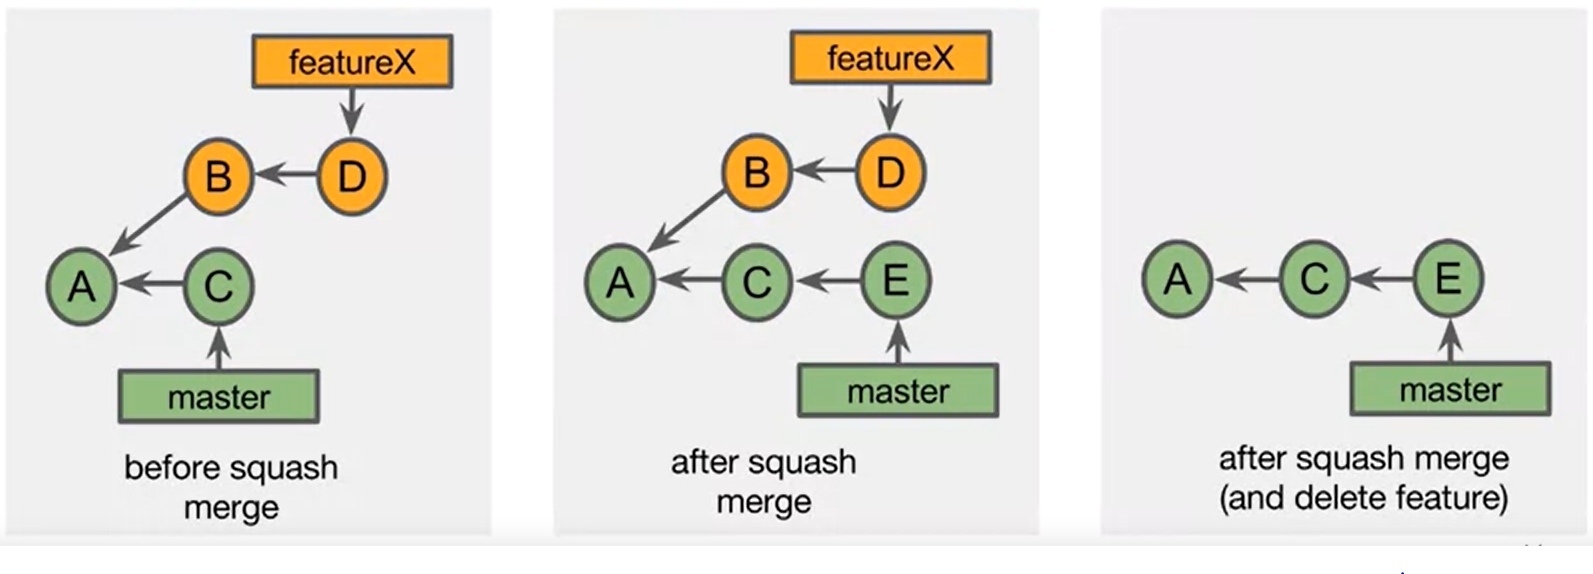 featureX
B
D
A
C
master
before squash
merge
featureX
B
D
A
C
E
master
after squash
merge
A
C
E
master
after squash merge
(and delete feature)